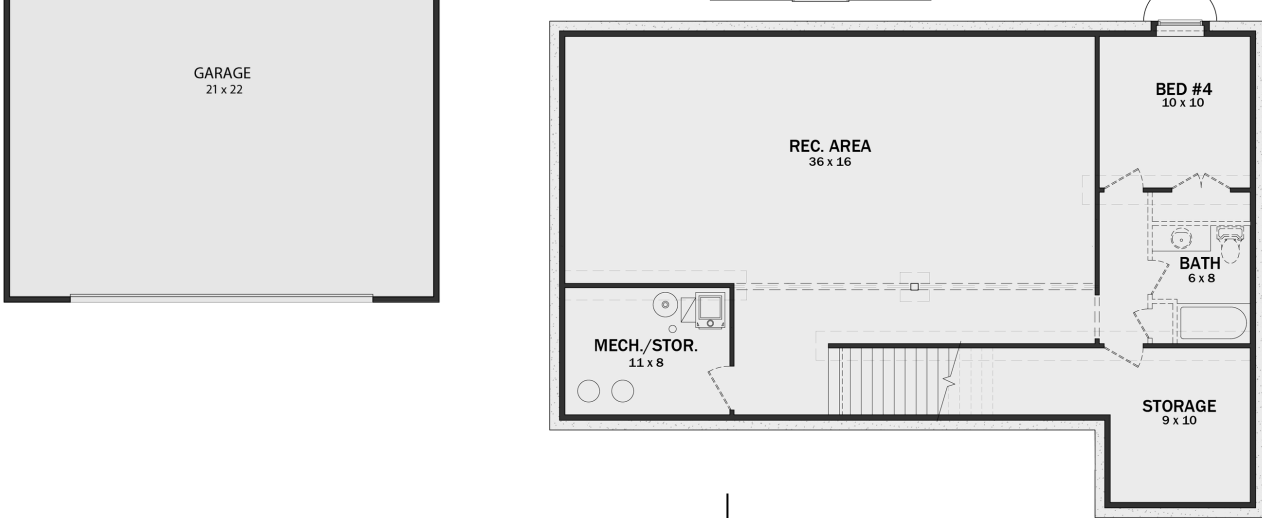 GARAGE
21 x 22
BED #4
10 x 10
REC. AREA
36 x 16
BATH
6 x 8
MECH./STOR.
11 x 8
STORAGE
9 x 10